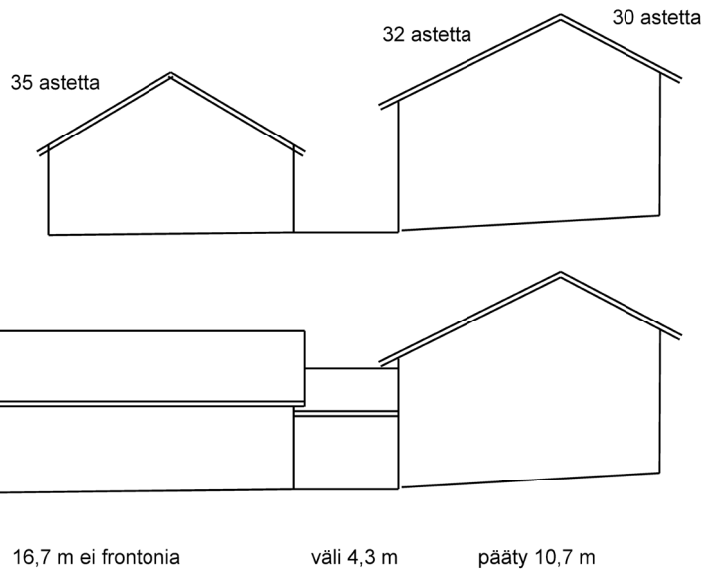 30 astetta
32 astetta
35 astetta
16,7 m ei frontonia väli 4,3 m pääty 10,7 m